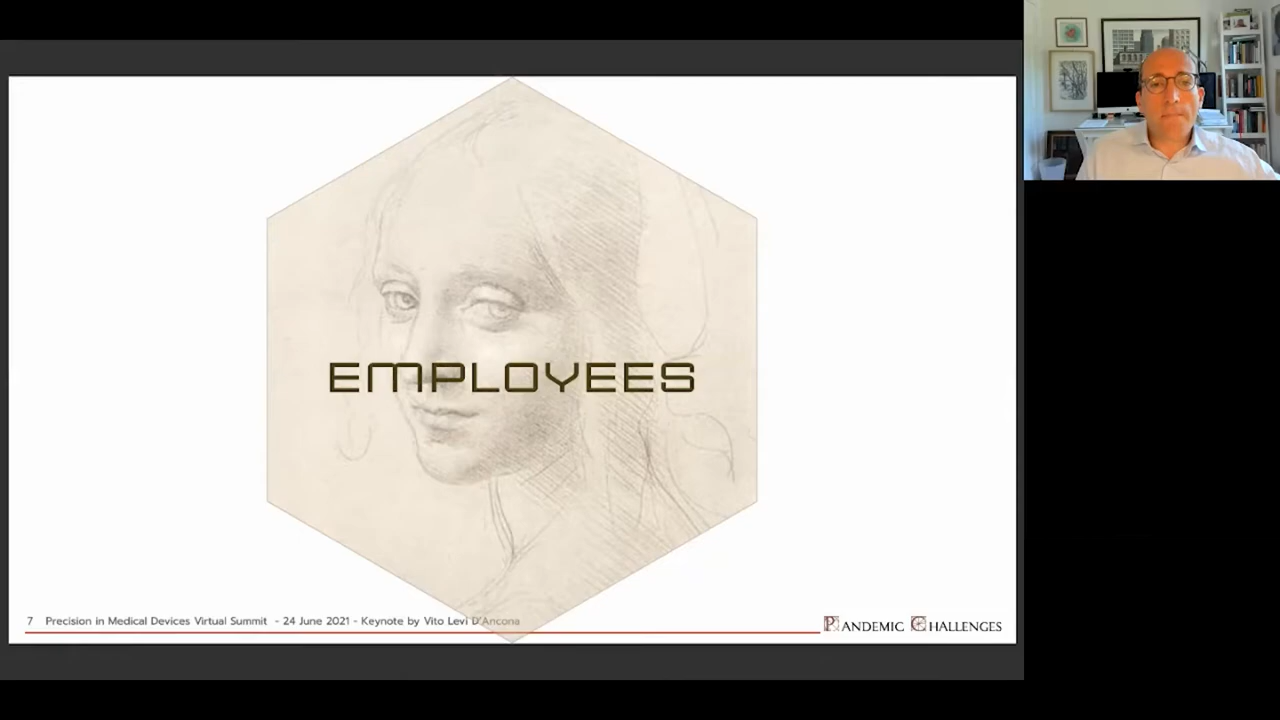 EMPLOYEES
7 Precision in Medical Devices Virtual Summit - 24 June 2021 - Keynote by Vito Levi D'Ancona
PANDEMIC CHALLENGES